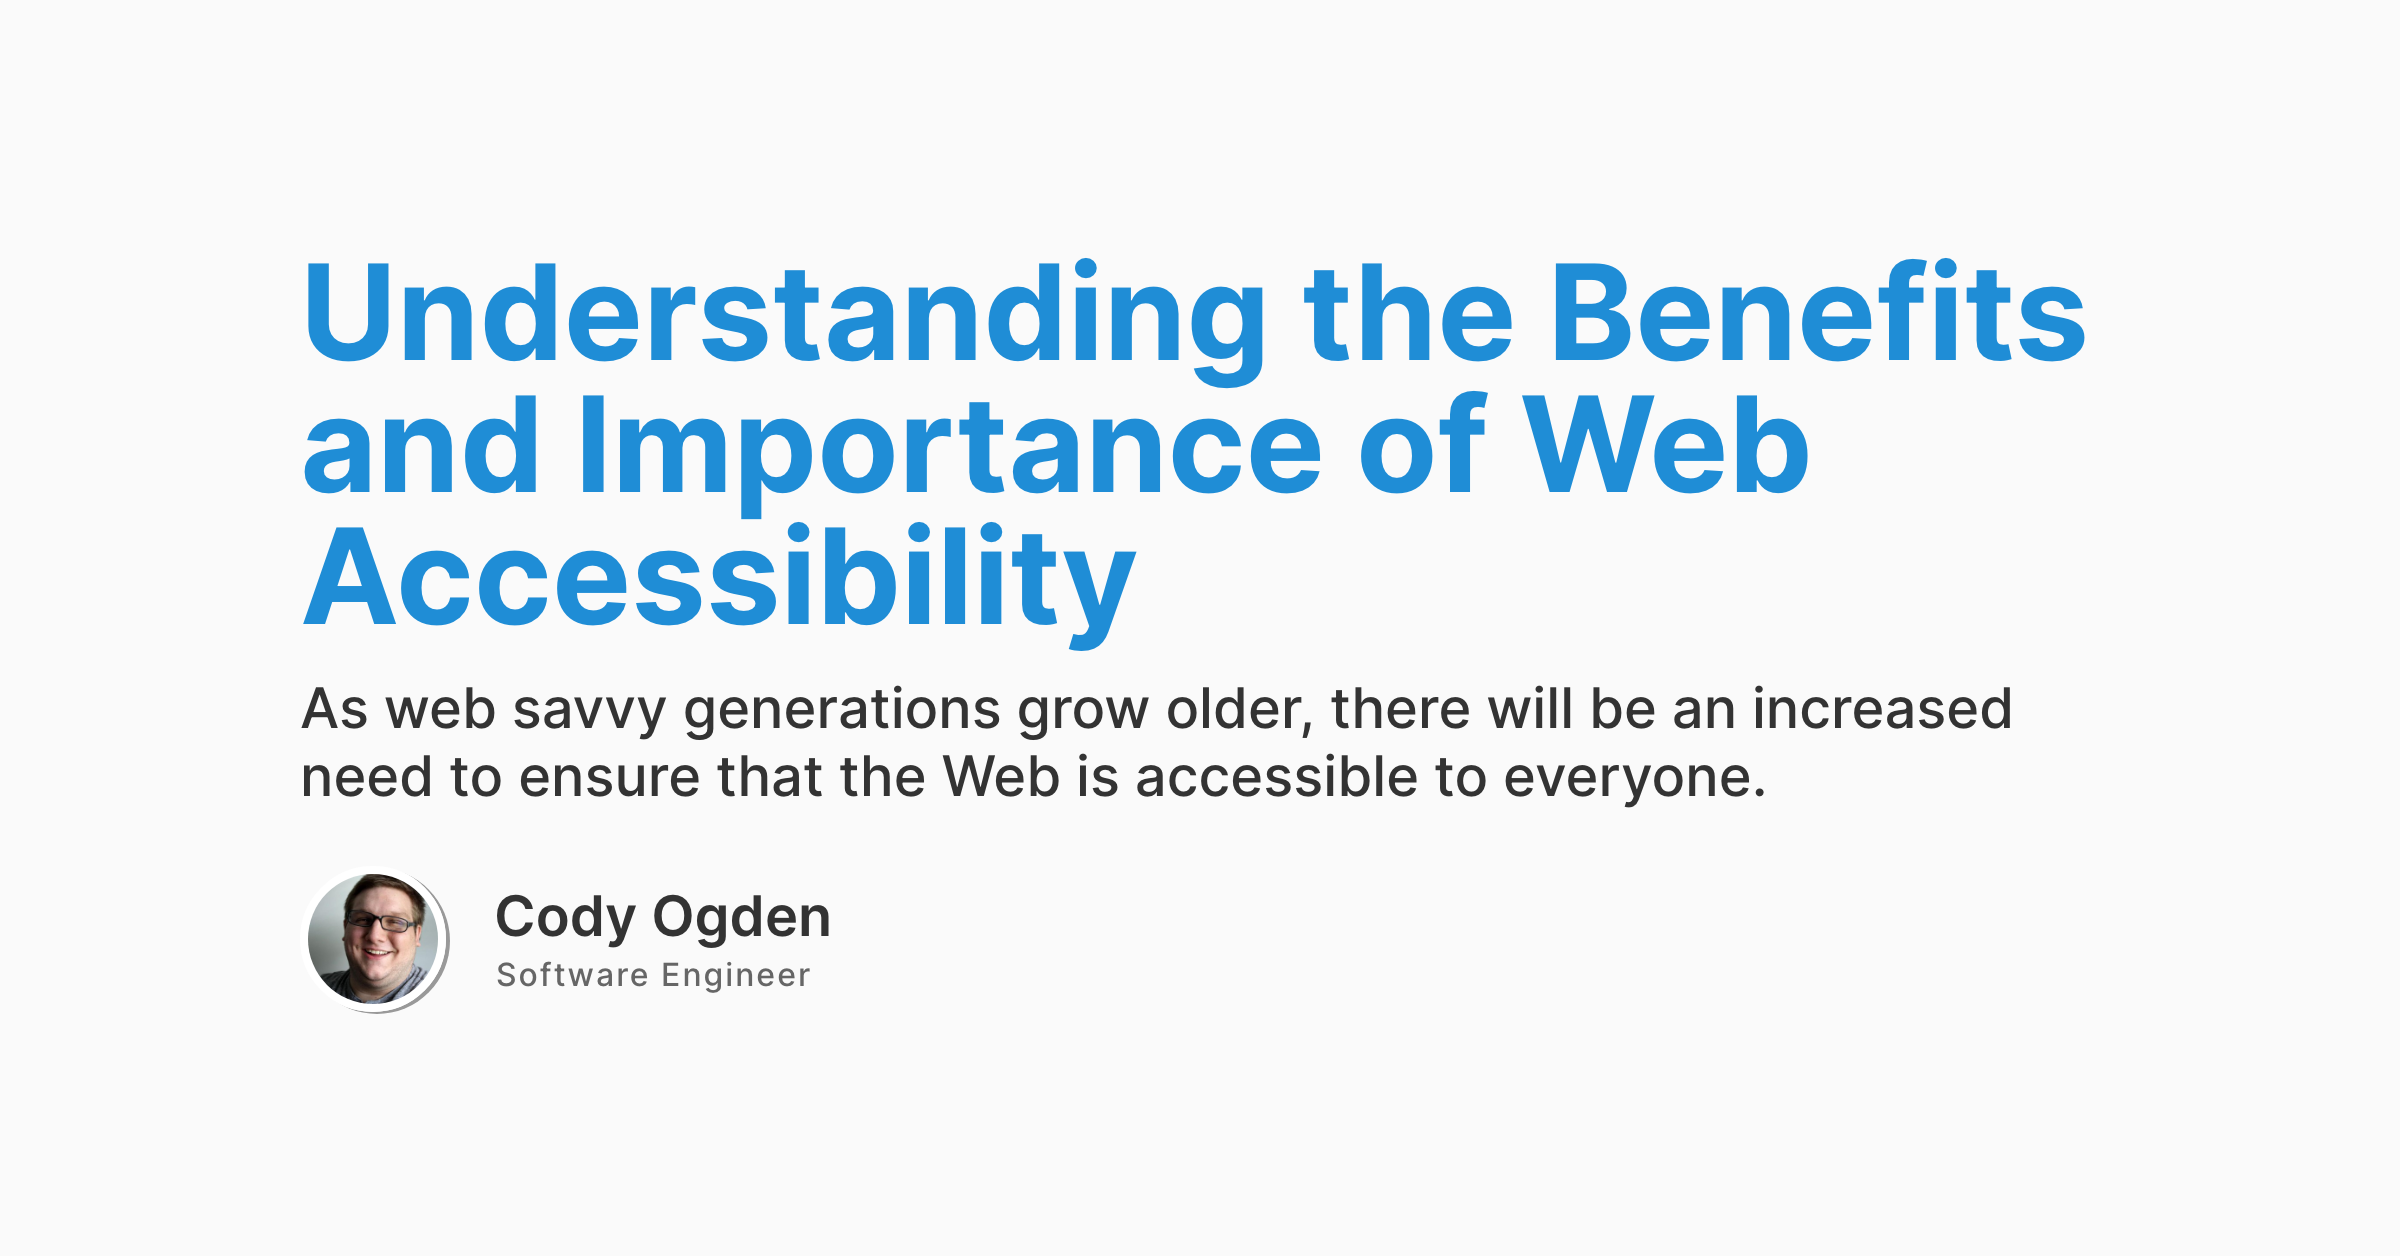 Understanding the Benefits
and Importance of Web
Accessibility
As web savvy generations grow older, there will be an increased
need to ensure that the Web is accessible to everyone.
Cody Ogden
Software Engineer